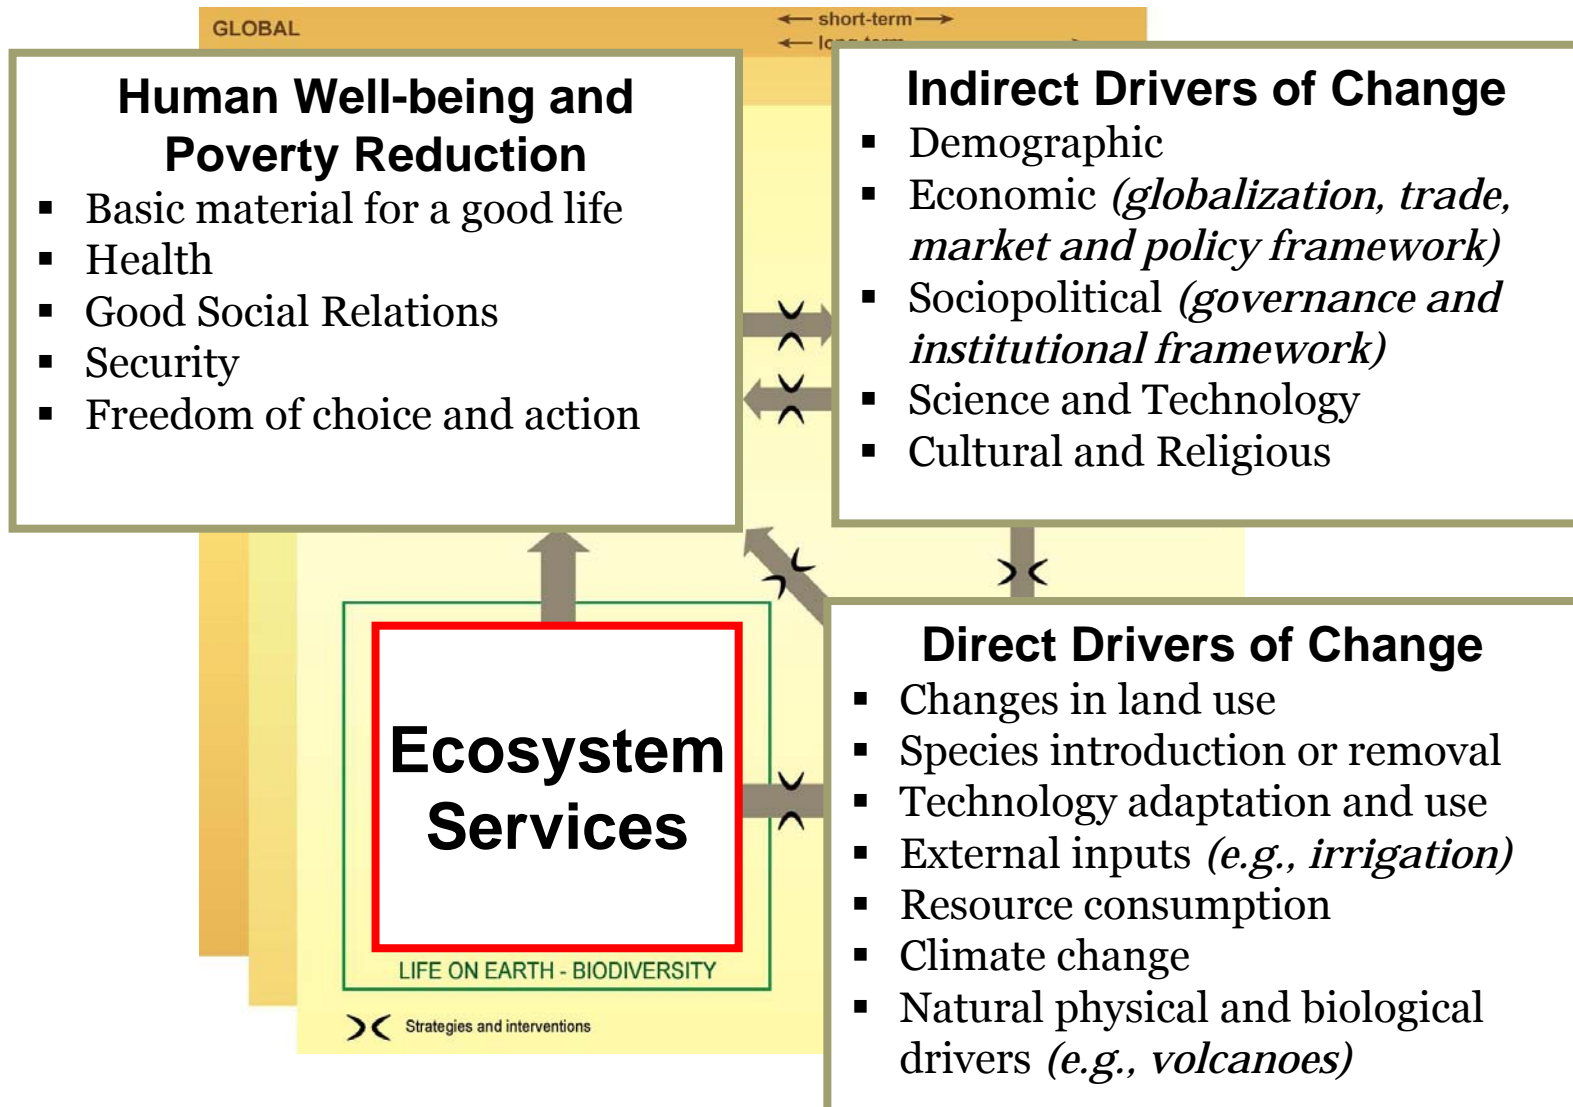 GLOBAL
short-term
long-term
Human Well-being and
Poverty Reduction
▪ Basic material for a good life
▪ Health
▪ Good Social Relations
▪ Security
▪ Freedom of choice and action
Indirect Drivers of Change
▪ Demographic
▪ Economic (globalization, trade,
market and policy framework)
▪ Sociopolitical (governance and
institutional framework)
▪ Science and Technology
▪ Cultural and Religious
Ecosystem
Services
LIFE ON EARTH - BIODIVERSITY
Strategies and interventions
Direct Drivers of Change
▪ Changes in land use
▪ Species introduction or removal
▪ Technology adaptation and use
▪ External inputs (e.g., irrigation)
▪ Resource consumption
▪ Climate change
▪ Natural physical and biological
drivers (e.g., volcanoes)